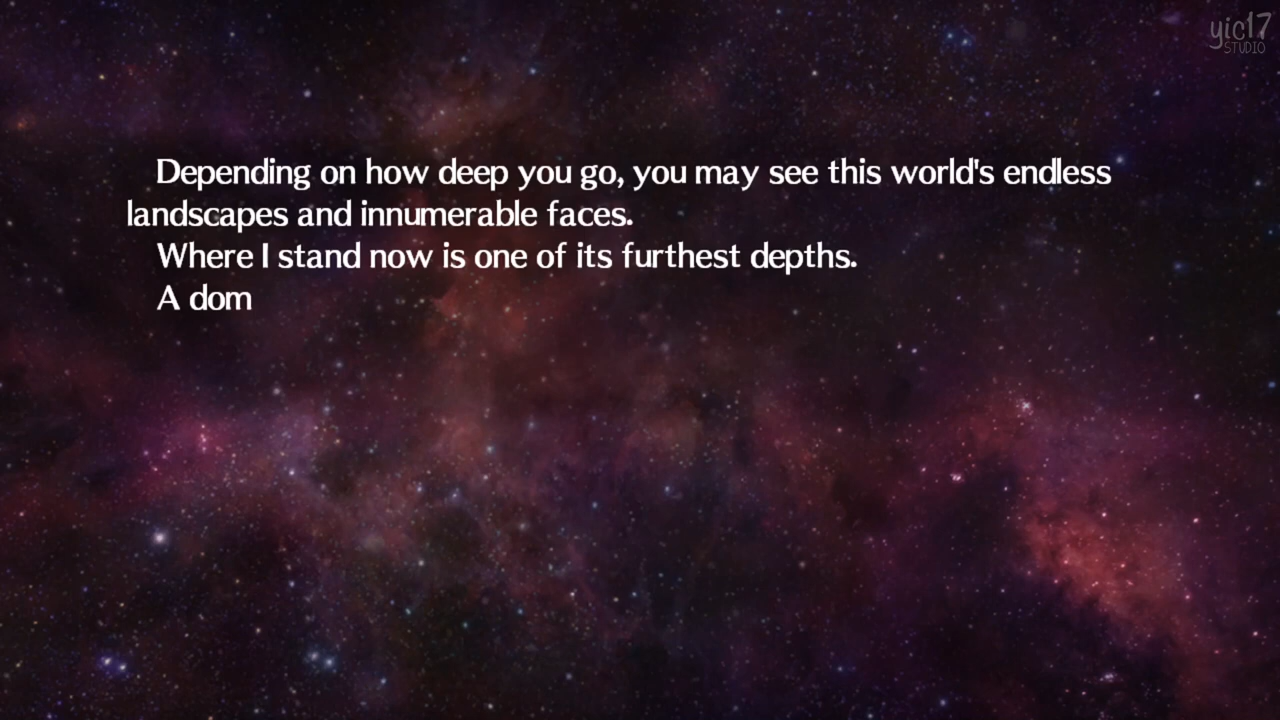 yic17
STUDIO
Depending on how deep you go, you may see this world's endless
landscapes and innumerable faces.
Where I stand now is one of its furthest depths.
A dom